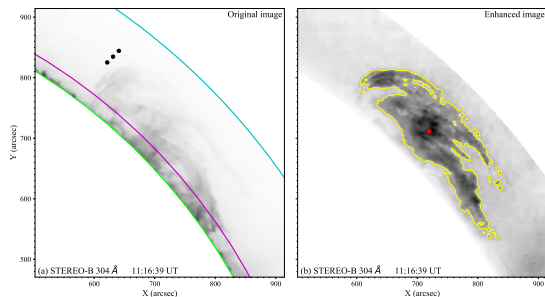 Original image
Enhanced image
900
800
700
600
500
Y (arcsec)
(a) STEREO-B 304 Å 11:16:39 UT
(b) STEREO-B 304 Å 11:16:39 UT
600 700 800 900
600 700 800 900
X (arcsec)
X (arcsec)